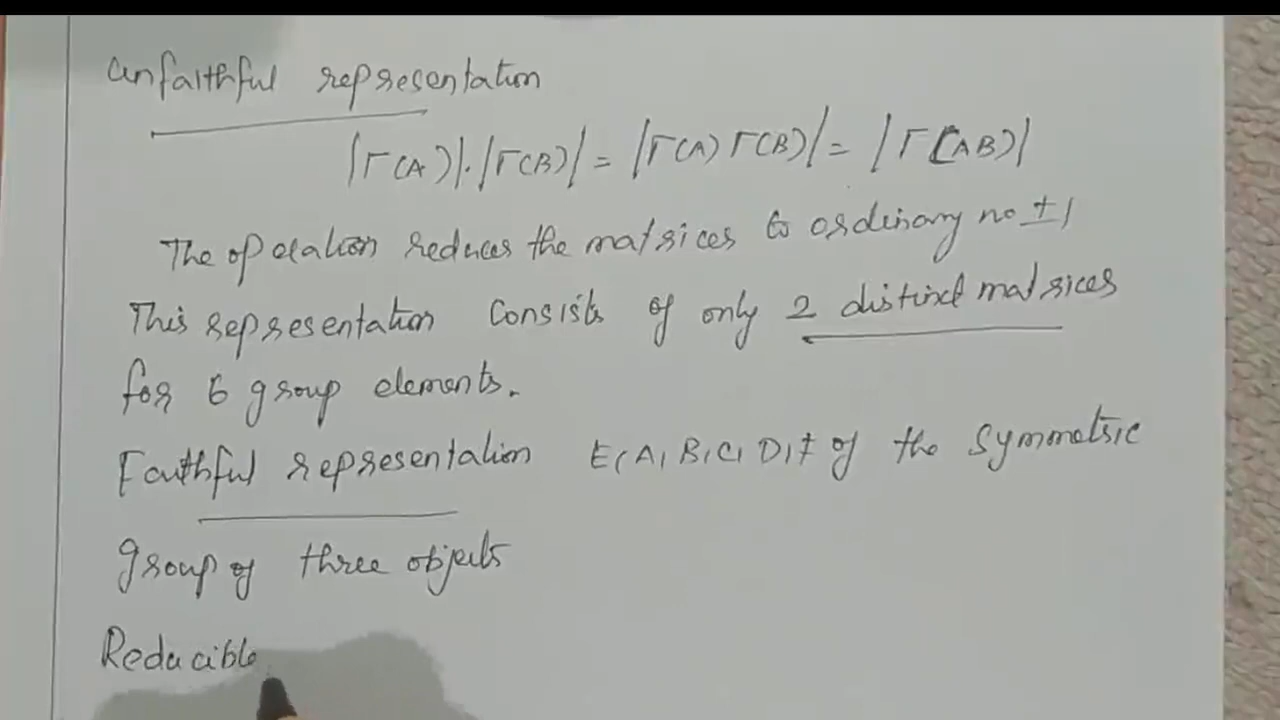 Unfaithful representation
|Γ(A)|.|Γ(B)| = |Γ(A) Γ(B)| = |Γ(AB)|
The operation reduces the matrices to ordinary no ±1
This representation consists of only 2 distinct matrices
for 6 group elements.
Faithful representation E, A, B, C, D, F of the symmetric
group of three objects
Reducible